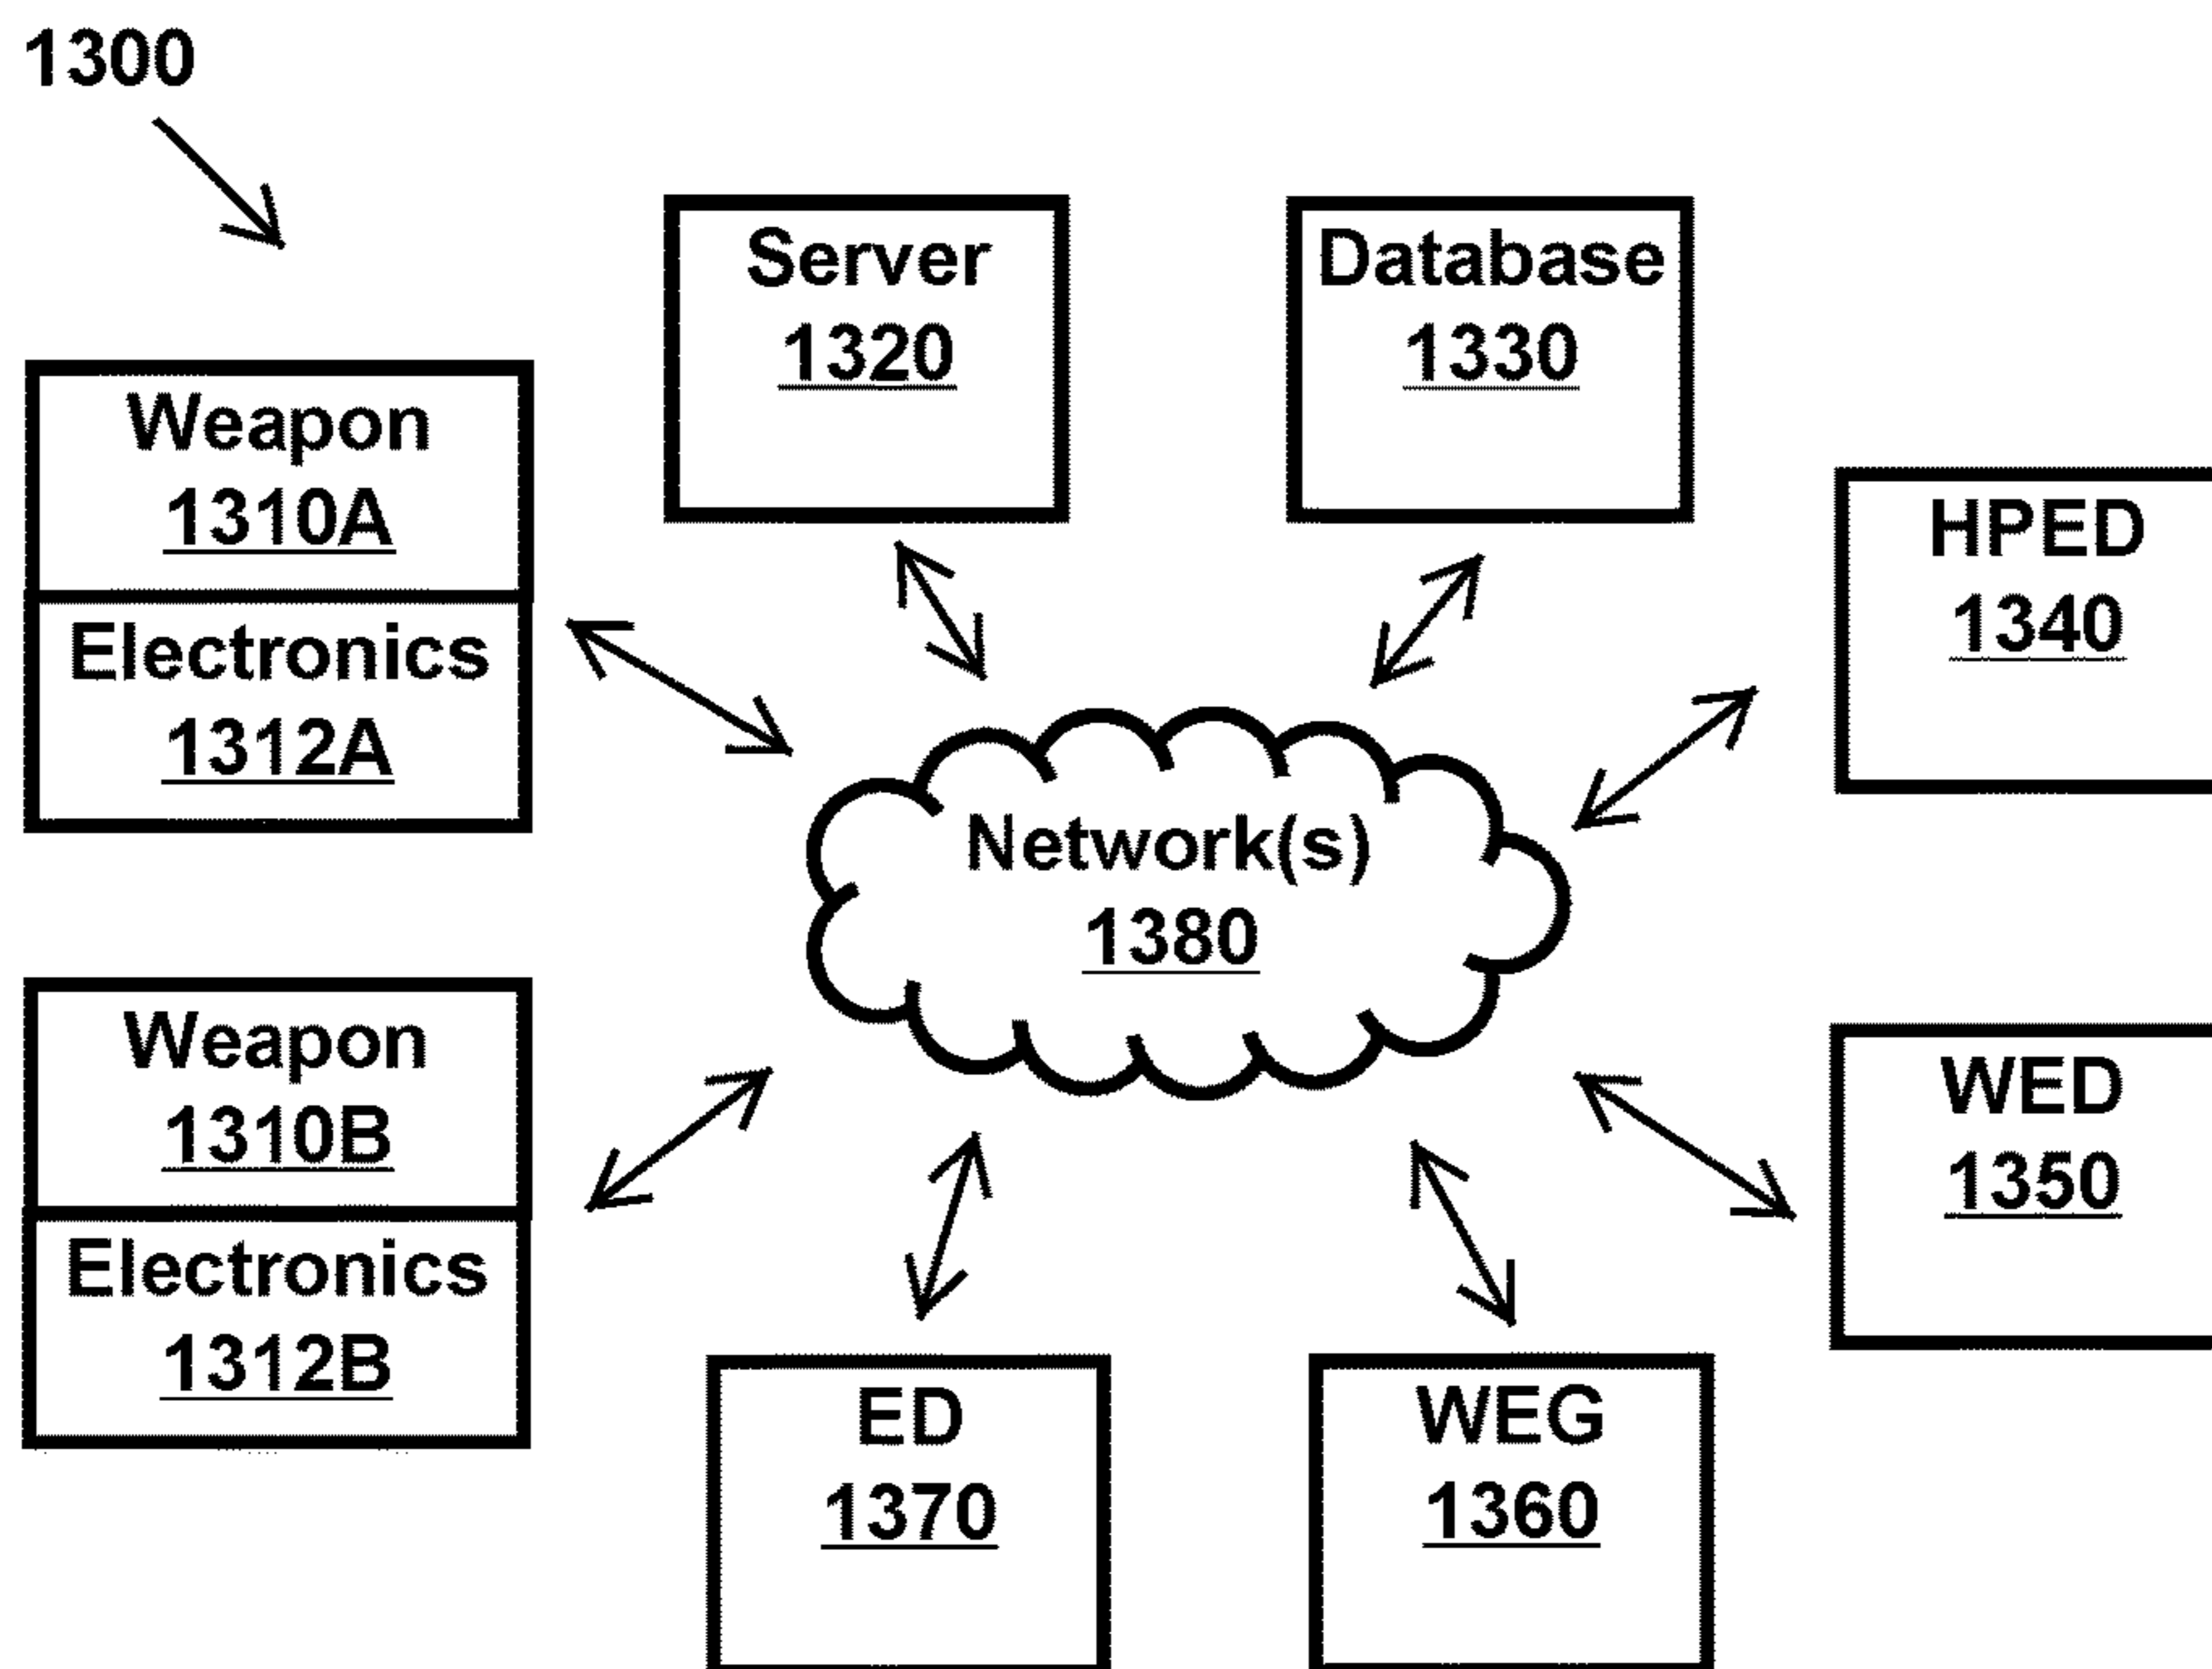 1300
Server
1320
Database
1330
Weapon
1310A
Electronics
1312A
HPED
1340
Network(s)
1380
Weapon
1310B
Electronics
1312B
WED
1350
ED
1370
WEG
1360